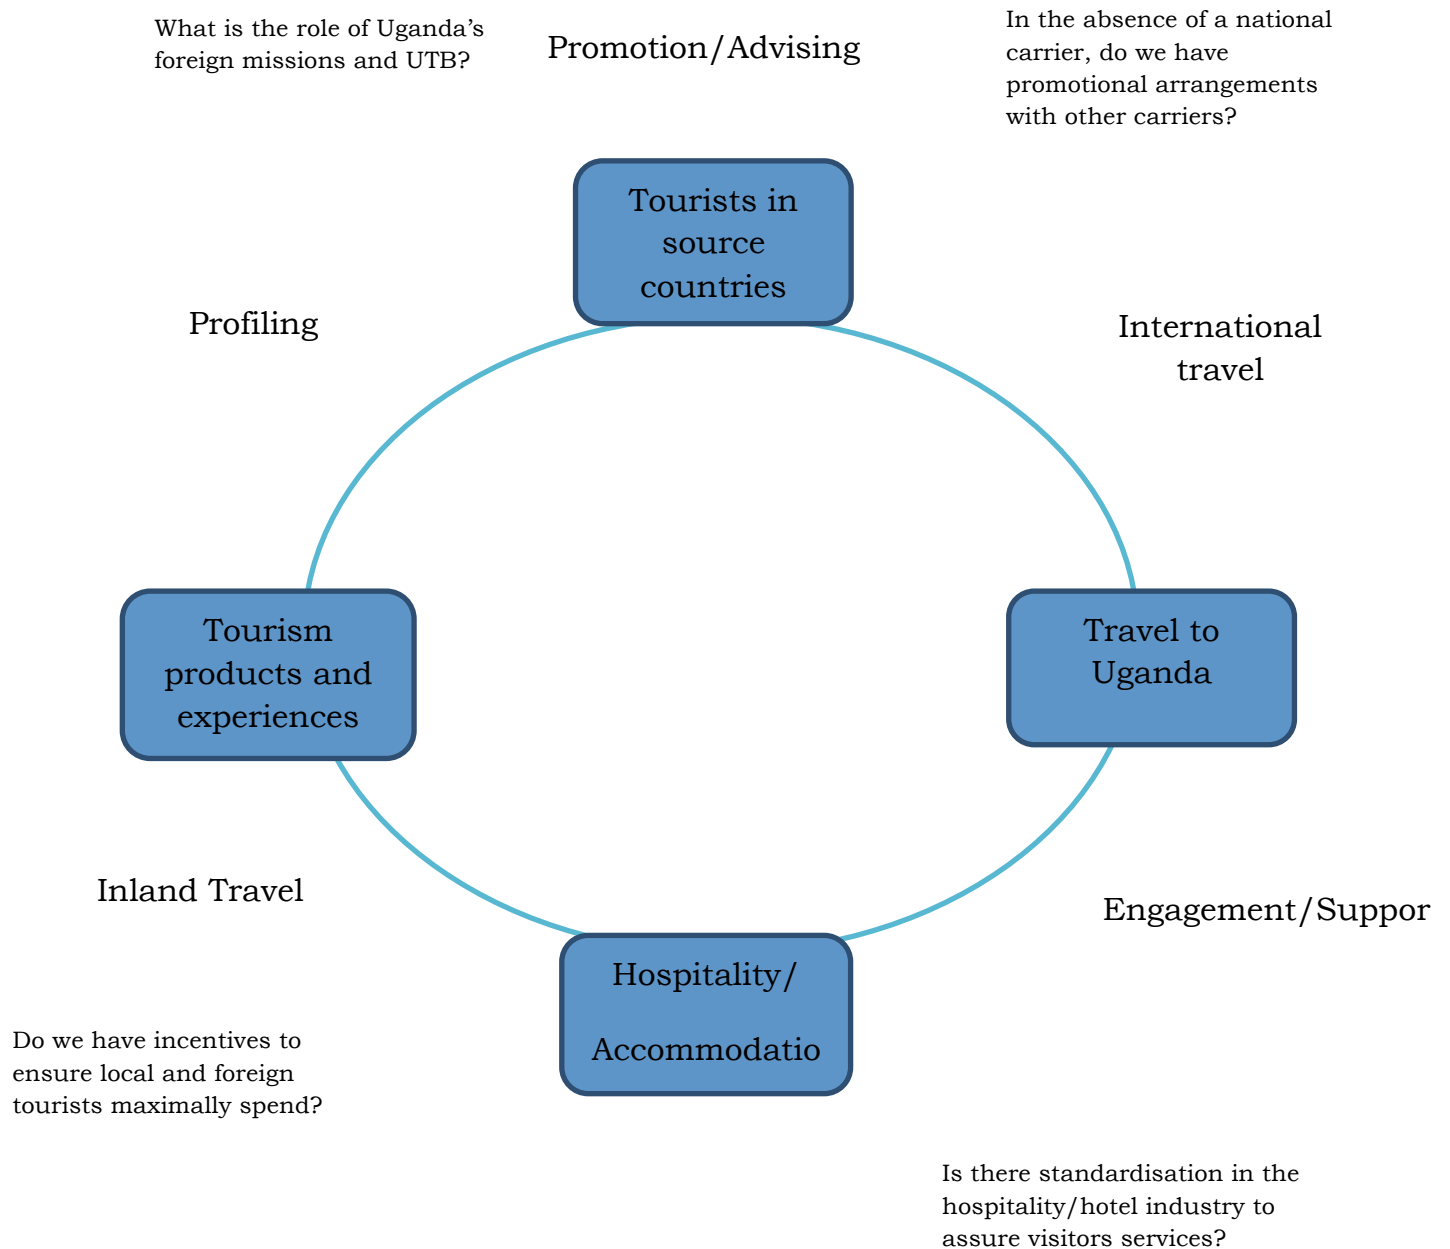 What is the role of Uganda’s
foreign missions and UTB?
Promotion/Advising
In the absence of a national
carrier, do we have
promotional arrangements
with other carriers?
Tourists in
source
countries
Profiling
International
travel
Tourism
products and
experiences
Travel to
Uganda
Inland Travel
Engagement/Suppor
Hospitality/
Accommodatio
Do we have incentives to
ensure local and foreign
tourists maximally spend?
Is there standardisation in the
hospitality/hotel industry to
assure visitors services?